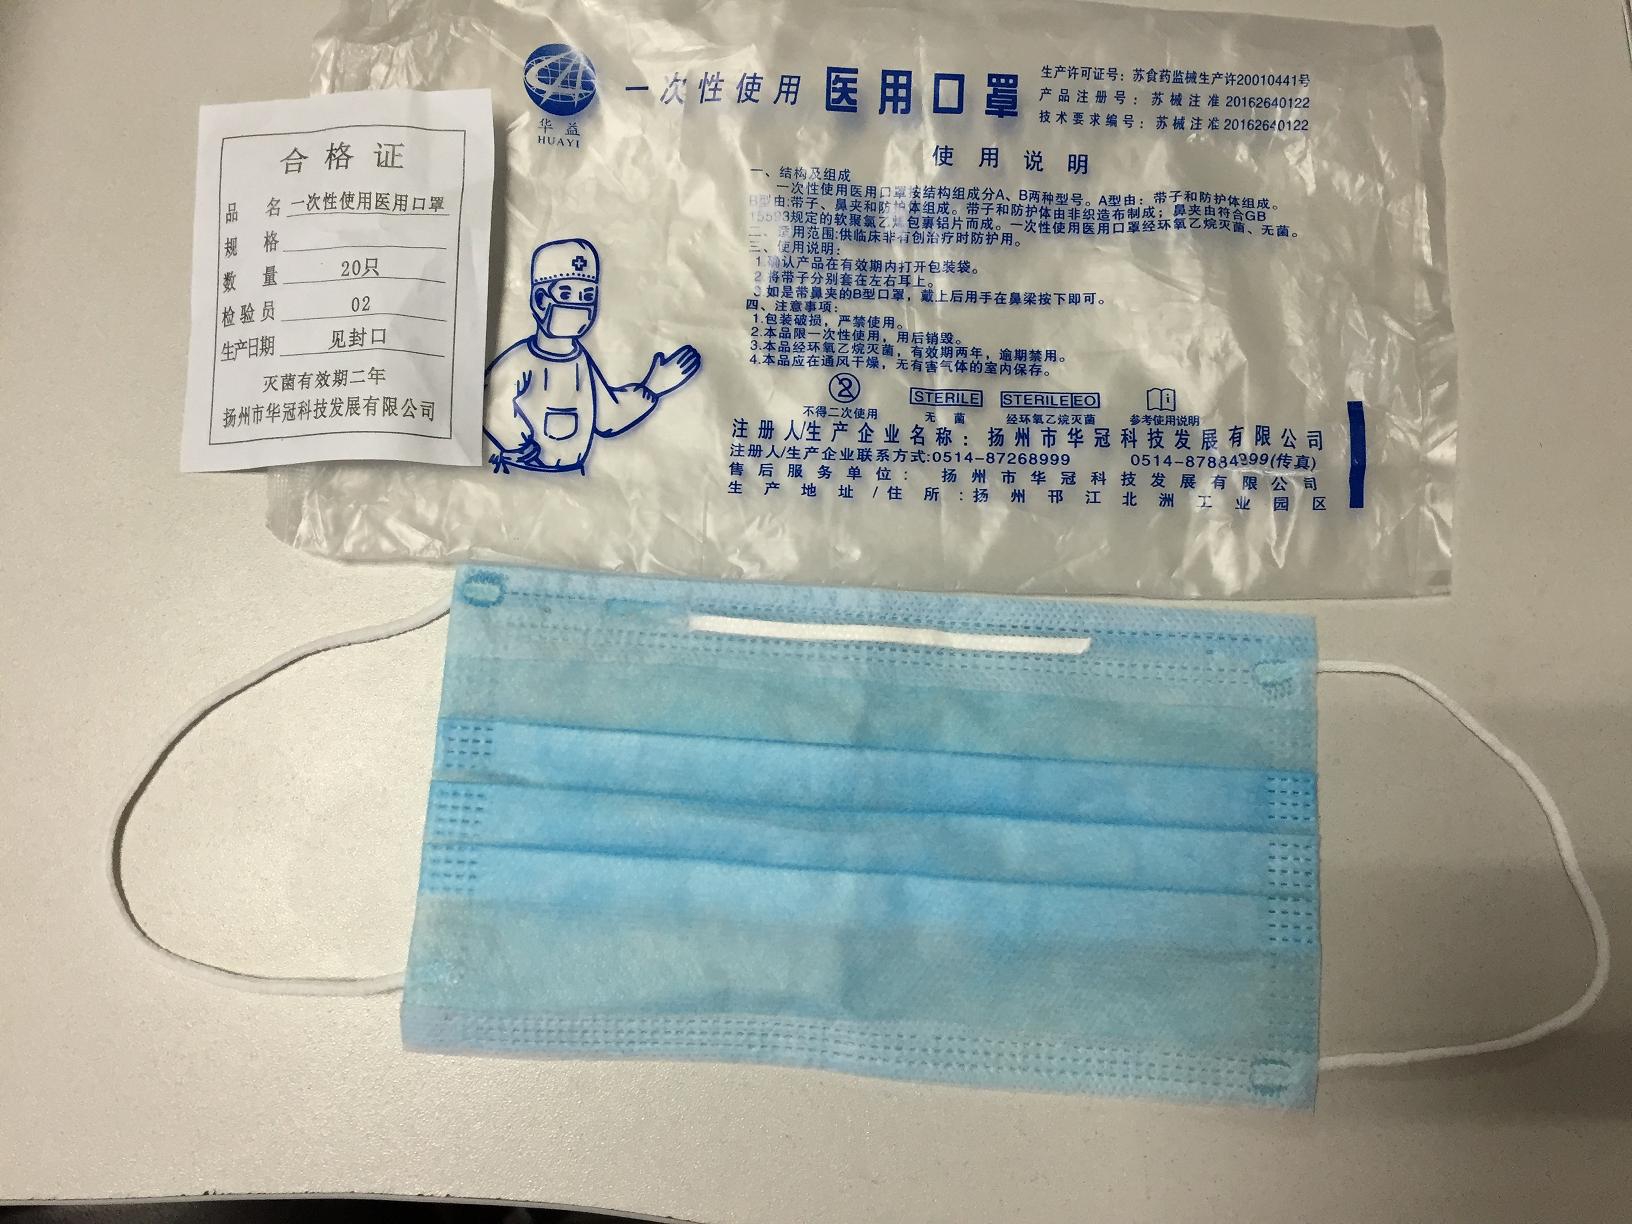 合格证
品名 一次性使用医用口罩
规格
数量 20只
检验员 02
生产日期 见封口
灭菌有效期二年
扬州市华冠科技发展有限公司
华益
HUAYI
一次性使用 医用口罩
生产许可证号：苏食药监械生产许20010441号
产品注册号：苏械注准20162640122
技术要求编号：苏械注准20162640122
使用说明
一、结构及组成
一次性使用医用口罩按结构组成分A、B两种型号。A型由：带子和防护体组成。
B型由:带子、鼻夹和防护体组成。带子和防护体由非织造布制成；鼻夹由符合GB
15593规定的软聚氯乙烯包裹铝片而成。一次性使用医用口罩经环氧乙烷灭菌、无菌。
二、适用范围:供临床非有创治疗时防护用。
三、使用说明：
1.确认产品在有效期内打开包装袋。
2.将带子分别套在左右耳上。
3.如是带鼻夹的B型口罩，戴上后用手在鼻梁按下即可。
四、注意事项：
1.包装破损，严禁使用。
2.本品限一次性使用，用后销毁。
3.本品经环氧乙烷灭菌，有效期两年，逾期禁用。
4.本品应在通风干燥，无有害气体的室内保存。
2 STERILE STERILE EO i
不得二次使用 无菌 经环氧乙烷灭菌 参考使用说明
注册人/生产企业名称：扬州市华冠科技发展有限公司
注册人/生产企业联系方式:0514-87268999 0514-87884999(传真)
售后服务单位：扬州市华冠科技发展有限公司
生产地址/住所:扬州邗江北洲工业园区